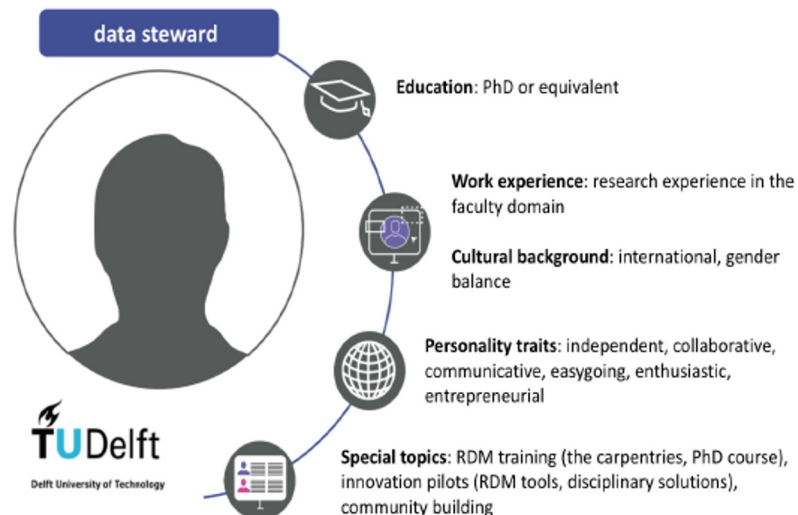 data steward
Education: PhD or equivalent
Work experience: research experience in the
faculty domain
Cultural background: international, gender
balance
Personality traits: independent, collaborative,
communicative, easygoing, enthusiastic,
entrepreneurial
Special topics: RDM training (the carpentries, PhD course),
innovation pilots (RDM tools, disciplinary solutions),
community building
TUDelft
Delft University of Technology